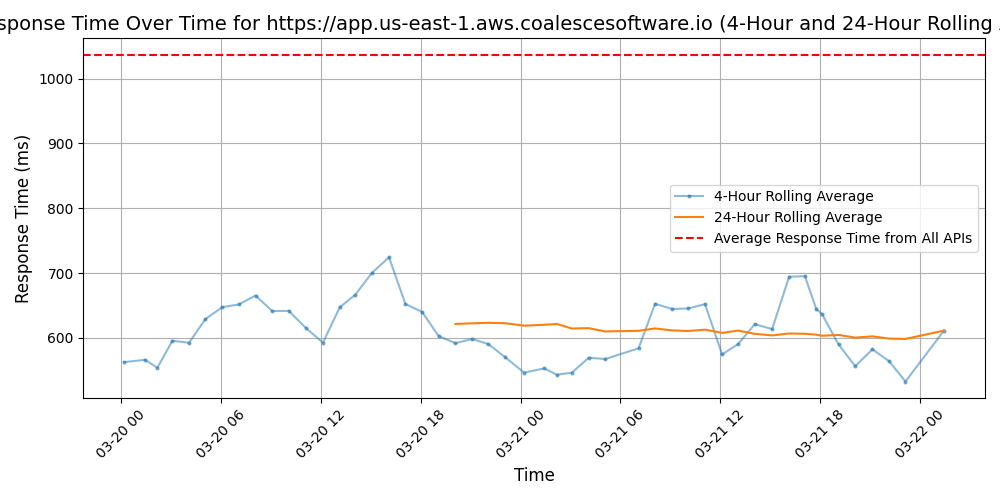 sponse Time Over Time for https://app.us-east-1.aws.coalescesoftware.io (4-Hour and 24-Hour Rolling
Response Time (ms)
1000
900
800
700
600
4-Hour Rolling Average
24-Hour Rolling Average
Average Response Time from All APIs
03-20 00
03-20 06
03-20 12
03-20 18
03-21 00
03-21 06
03-21 12
03-21 18
03-22 00
Time